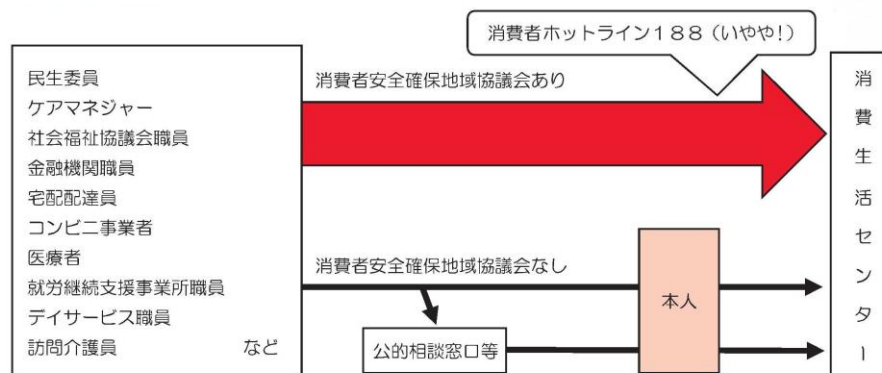 消費者ホットライン188（いやや！）
民生委員
ケアマネジャー
社会福祉協議会職員
金融機関職員
宅配配達員
コンビニ事業者
医療者
就労継続支援事業所職員
デイサービス職員
訪問介護員　など
消費者安全確保地域協議会あり
消費者安全確保地域協議会なし
公的相談窓口等
本人
消費生活センター